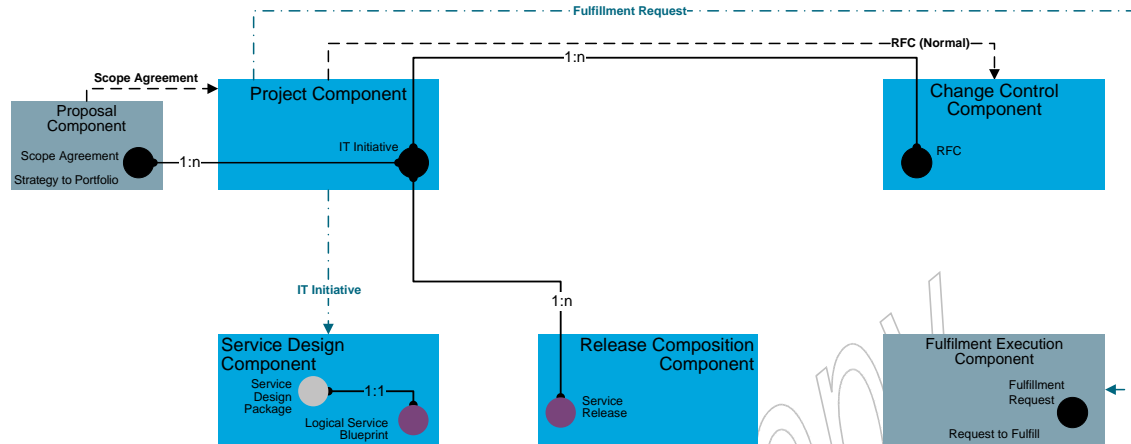 Fulfillment Request
RFC (Normal)
1:n
Scope Agreement
Project Component
Change Control
Component
Proposal
Component
IT Initiative
RFC
Scope Agreement
1:n
Strategy to Portfolio
IT Initiative
1:n
Service Design
Component
Release Composition
Component
Fulfilment Execution
Component
Service
Design
Package
1:1
Logical Service
Blueprint
Service
Release
Fulfillment
Request
Request to Fulfill